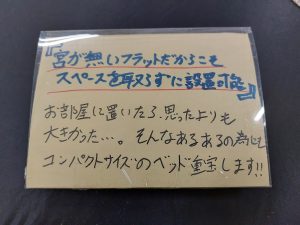 『宮が無いフラットだからこそ
スペースを取らずに設置可能』
お部屋に置いたら思ったよりも
大きかった…。そんなあるあるの為にも
コンパクトサイズのベッド重宝します!!